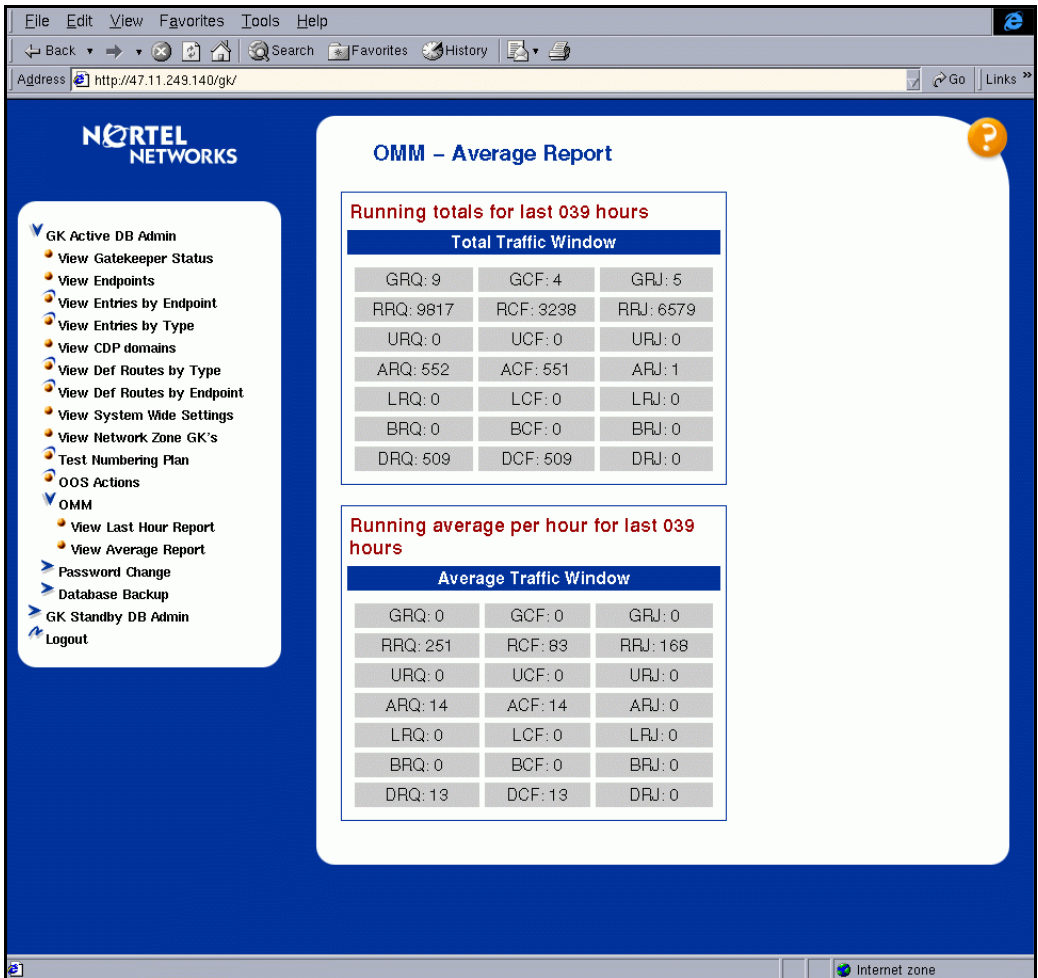 File Edit View Favorites Tools Help
Back Search Favorites History
Address http://47.11.249.140/gk/ Go Links »
NORTEL
NETWORKS
GK Active DB Admin
View Gatekeeper Status
View Endpoints
View Entries by Endpoint
View Entries by Type
View CDP domains
View Def Routes by Type
View Def Routes by Endpoint
View System Wide Settings
View Network Zone GK's
Test Numbering Plan
OOS Actions
OMM
View Last Hour Report
View Average Report
Password Change
Database Backup
GK Standby DB Admin
Logout
OMM – Average Report
?
Running totals for last 039 hours
Total Traffic Window
GRQ: 9 GCF: 4 GRJ: 5
RRQ: 9817 RCF: 3238 RRJ: 6579
URQ: 0 UCF: 0 URJ: 0
ARQ: 552 ACF: 551 ARJ: 1
LRQ: 0 LCF: 0 LRJ: 0
BRQ: 0 BCF: 0 BRJ: 0
DRQ: 509 DCF: 509 DRJ: 0
Running average per hour for last 039
hours
Average Traffic Window
GRQ: 0 GCF: 0 GRJ: 0
RRQ: 251 RCF: 83 RRJ: 168
URQ: 0 UCF: 0 URJ: 0
ARQ: 14 ACF: 14 ARJ: 0
LRQ: 0 LCF: 0 LRJ: 0
BRQ: 0 BCF: 0 BRJ: 0
DRQ: 13 DCF: 13 DRJ: 0
Internet zone